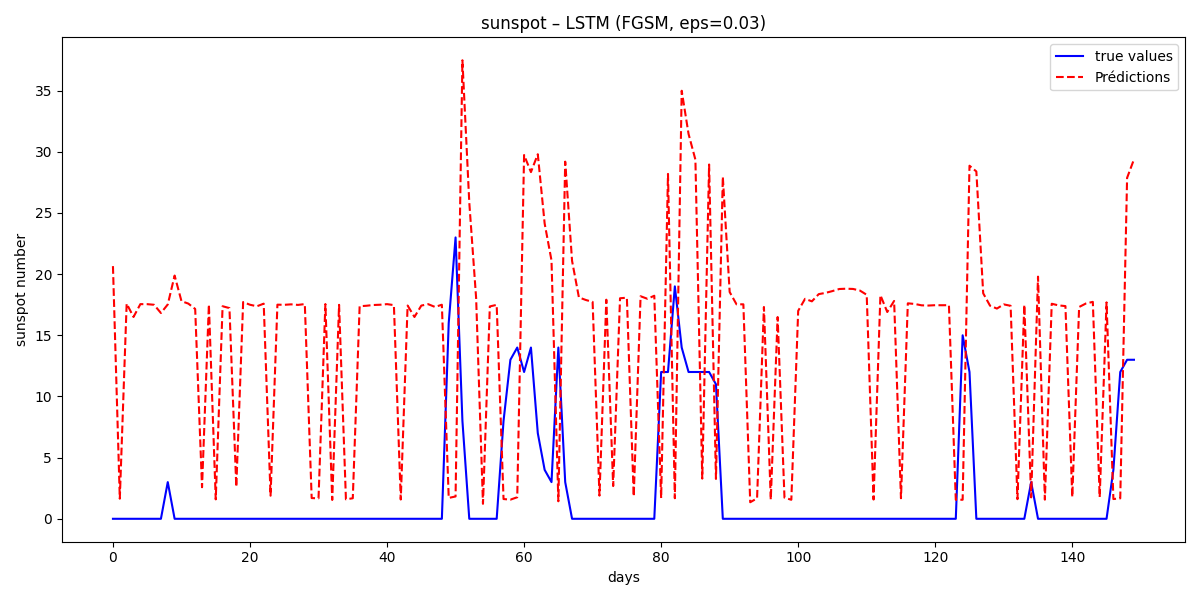 sunspot – LSTM (FGSM, eps=0.03)
true values
Prédictions
sunspot number
35
30
25
20
15
10
5
0
0 20 40 60 80 100 120 140
days